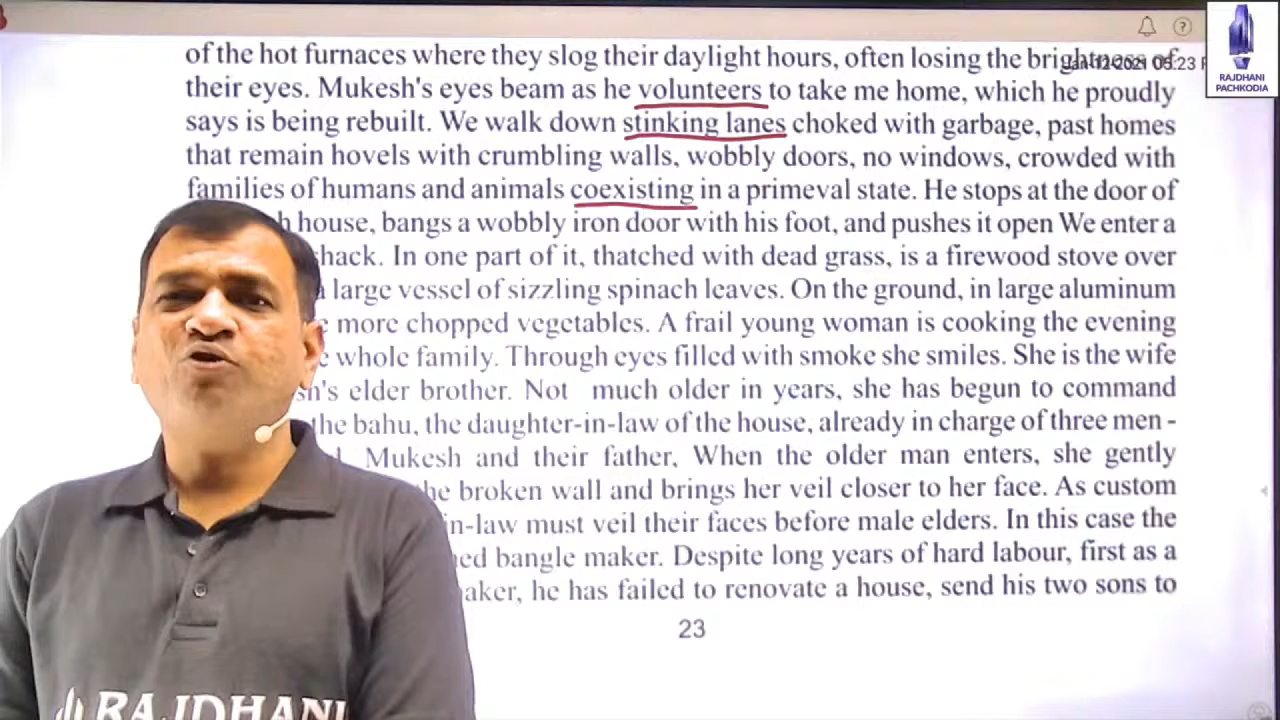 of the hot furnaces where they slog their daylight hours, often losing the brightness of
Jan-12-2021 05:23
RAJDHANI
PACHKODIA
their eyes. Mukesh's eyes beam as he volunteers to take me home, which he proudly
says is being rebuilt. We walk down stinking lanes choked with garbage, past homes
that remain hovels with crumbling walls, wobbly doors, no windows, crowded with
families of humans and animals coexisting in a primeval state. He stops at the door of
house, bangs a wobbly iron door with his foot, and pushes it open We enter a
shack. In one part of it, thatched with dead grass, is a firewood stove over
large vessel of sizzling spinach leaves. On the ground, in large aluminum
more chopped vegetables. A frail young woman is cooking the evening
whole family. Through eyes filled with smoke she smiles. She is the wife
elder brother. Not much older in years, she has begun to command
the bahu, the daughter-in-law of the house, already in charge of three men -
Mukesh and their father, When the older man enters, she gently
the broken wall and brings her veil closer to her face. As custom
in-law must veil their faces before male elders. In this case the
bangle maker. Despite long years of hard labour, first as a
he has failed to renovate a house, send his two sons to
23
RAJDHANI